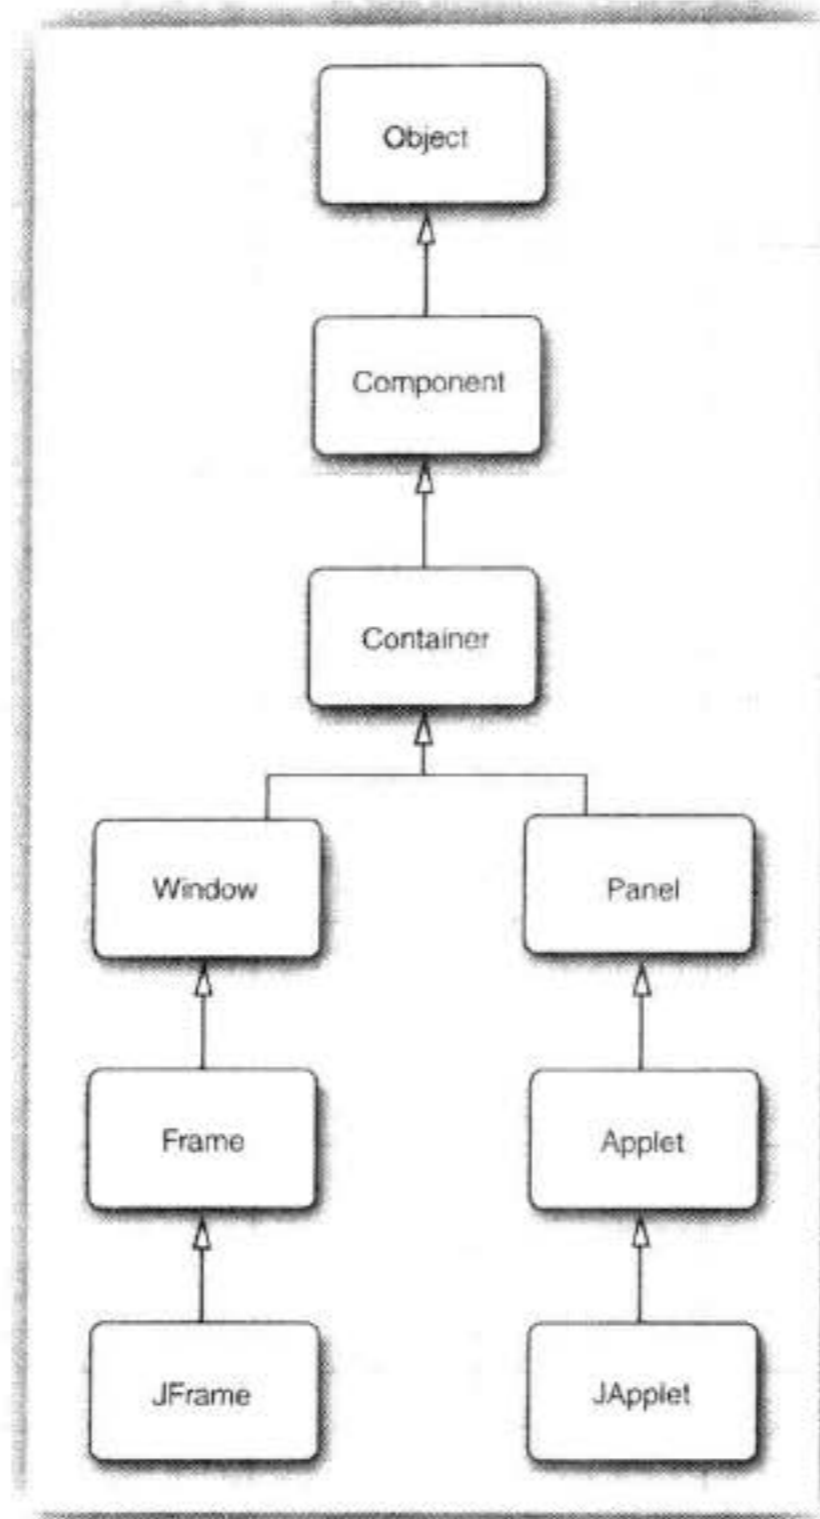 Object
Component
Container
Window
Panel
Frame
Applet
JFrame
JApplet